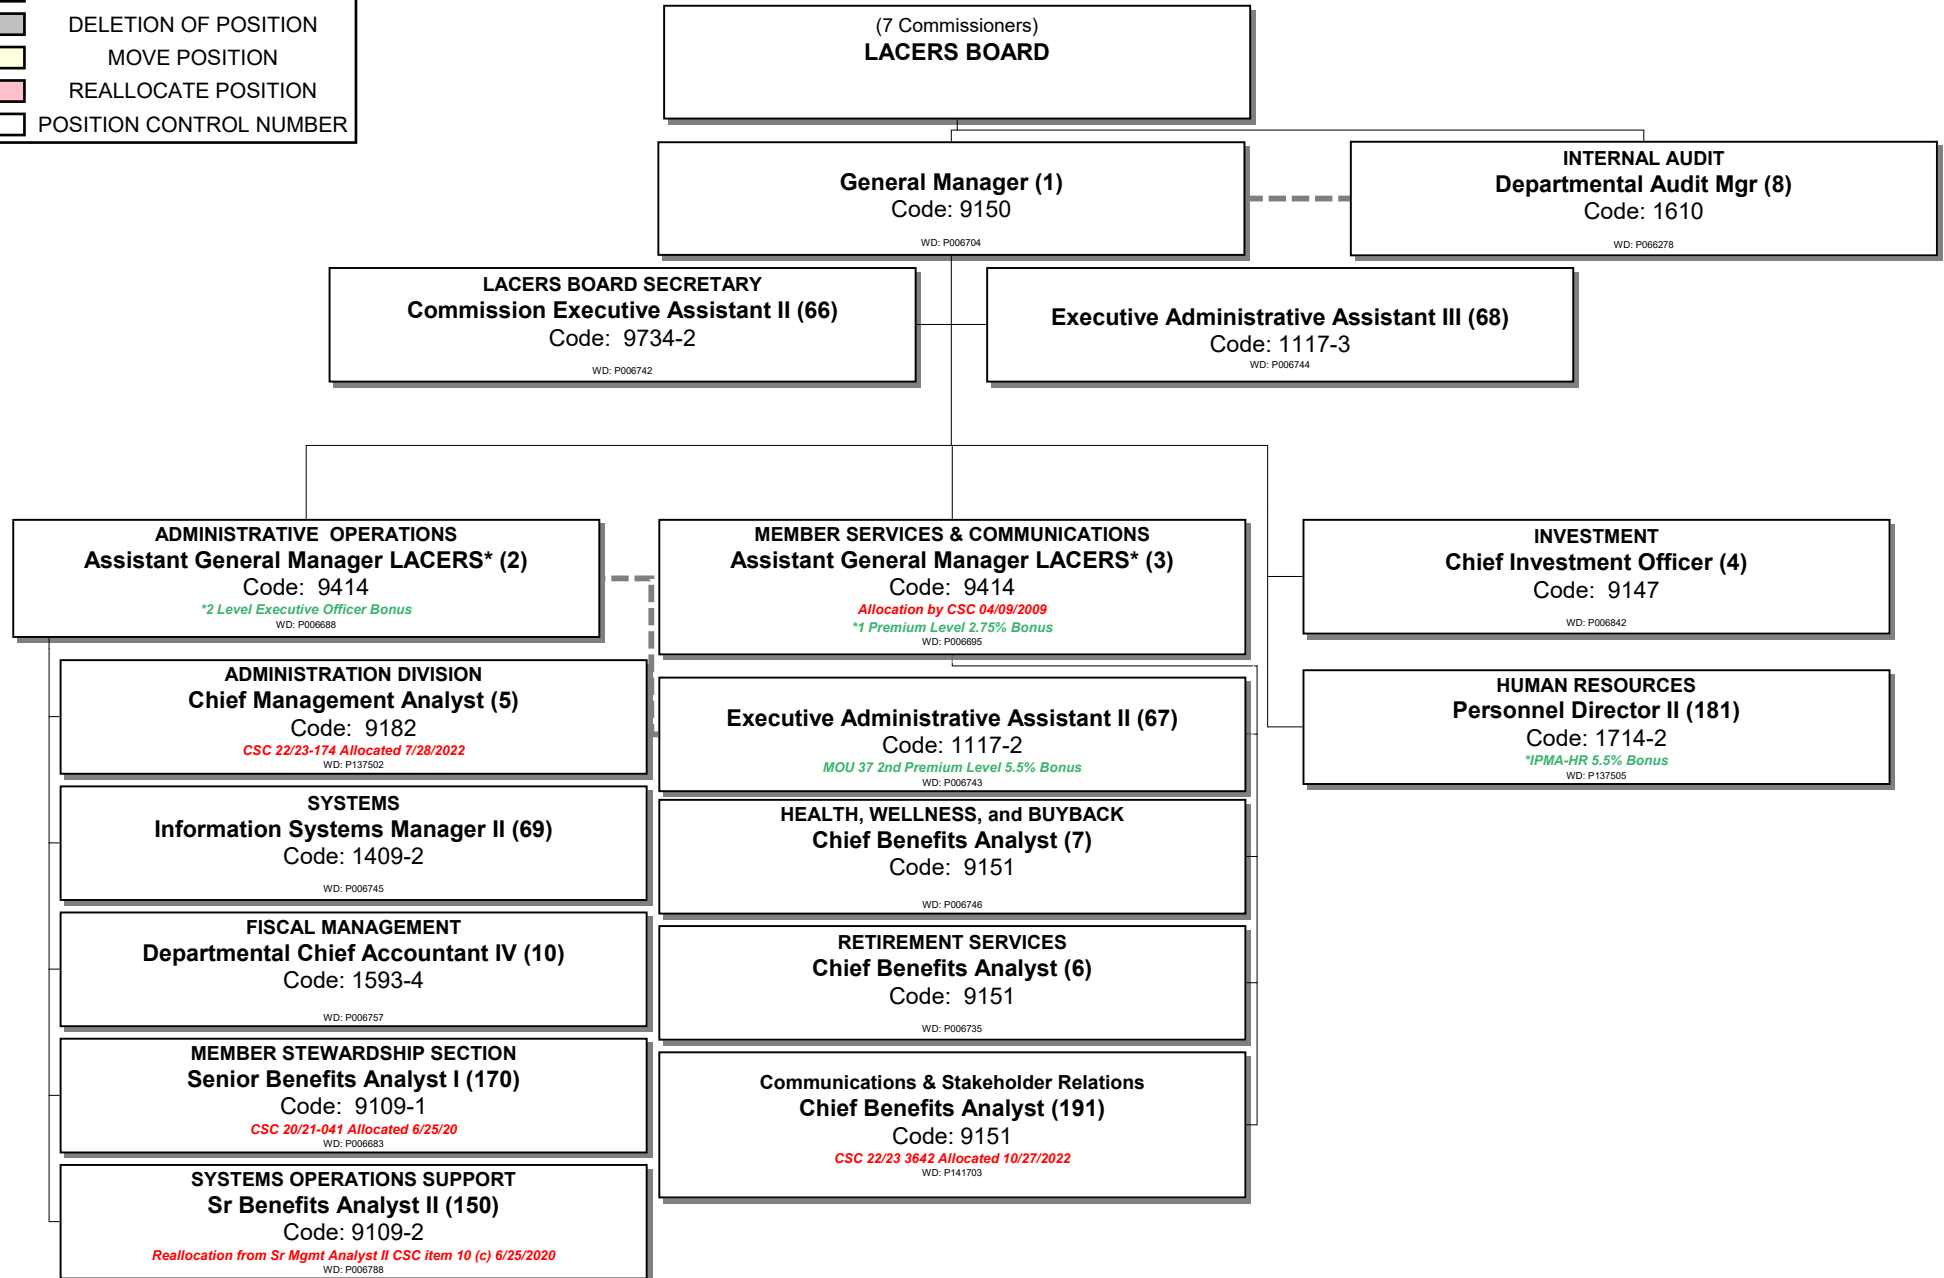 DELETION OF POSITION
MOVE POSITION
REALLOCATE POSITION
POSITION CONTROL NUMBER
(7 Commissioners)
LACERS BOARD
General Manager (1)
Code: 9150
WD: P006704
INTERNAL AUDIT
Departmental Audit Mgr (8)
Code: 1610
WD: P066278
LACERS BOARD SECRETARY
Commission Executive Assistant II (66)
Code: 9734-2
WD: P006742
Executive Administrative Assistant III (68)
Code: 1117-3
WD: P006744
ADMINISTRATIVE OPERATIONS
Assistant General Manager LACERS* (2)
Code: 9414
*2 Level Executive Officer Bonus
WD: P006688
MEMBER SERVICES & COMMUNICATIONS
Assistant General Manager LACERS* (3)
Code: 9414
Allocation by CSC 04/09/2009
*1 Premium Level 2.75% Bonus
WD: P006695
INVESTMENT
Chief Investment Officer (4)
Code: 9147
WD: P006842
ADMINISTRATION DIVISION
Chief Management Analyst (5)
Code: 9182
CSC 22/23-174 Allocated 7/28/2022
WD: P137502
Executive Administrative Assistant II (67)
Code: 1117-2
MOU 37 2nd Premium Level 5.5% Bonus
WD: P006743
HUMAN RESOURCES
Personnel Director II (181)
Code: 1714-2
*IPMA-HR 5.5% Bonus
WD: P137505
SYSTEMS
Information Systems Manager II (69)
Code: 1409-2
WD: P006745
HEALTH, WELLNESS, and BUYBACK
Chief Benefits Analyst (7)
Code: 9151
WD: P006746
FISCAL MANAGEMENT
Departmental Chief Accountant IV (10)
Code: 1593-4
WD: P006757
RETIREMENT SERVICES
Chief Benefits Analyst (6)
Code: 9151
WD: P006735
MEMBER STEWARDSHIP SECTION
Senior Benefits Analyst I (170)
Code: 9109-1
CSC 20/21-041 Allocated 6/25/20
WD: P006683
Communications & Stakeholder Relations
Chief Benefits Analyst (191)
Code: 9151
CSC 22/23 3642 Allocated 10/27/2022
WD: P141703
SYSTEMS OPERATIONS SUPPORT
Sr Benefits Analyst II (150)
Code: 9109-2
Reallocation from Sr Mgmt Analyst II CSC item 10 (c) 6/25/2020
WD: P006788